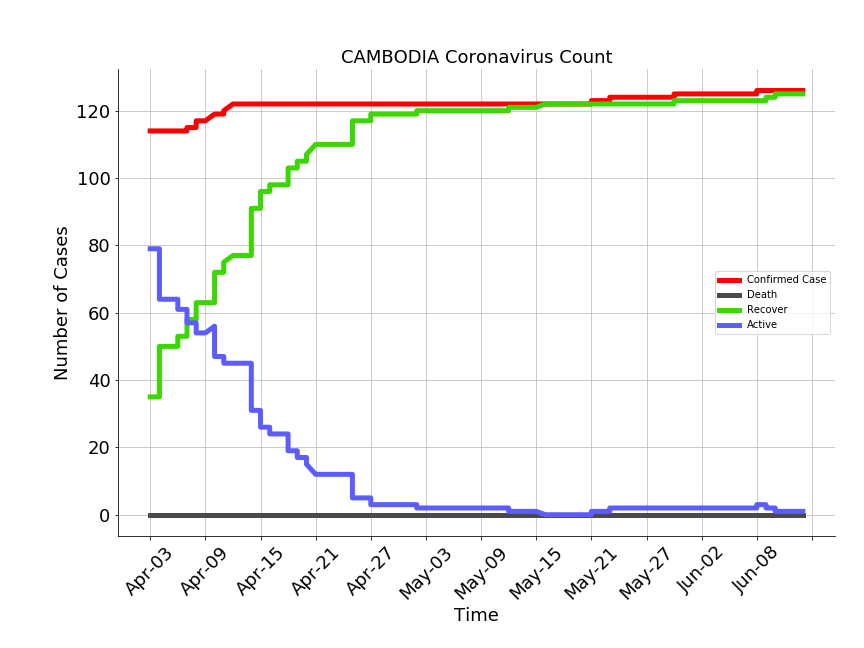 CAMBODIA Coronavirus Count
Number of Cases
120
100
80
60
40
20
0
Confirmed Case
Death
Recover
Active
Apr-03
Apr-09
Apr-15
Apr-21
Apr-27
May-03
May-09
May-15
May-21
May-27
Jun-02
Jun-08
Time